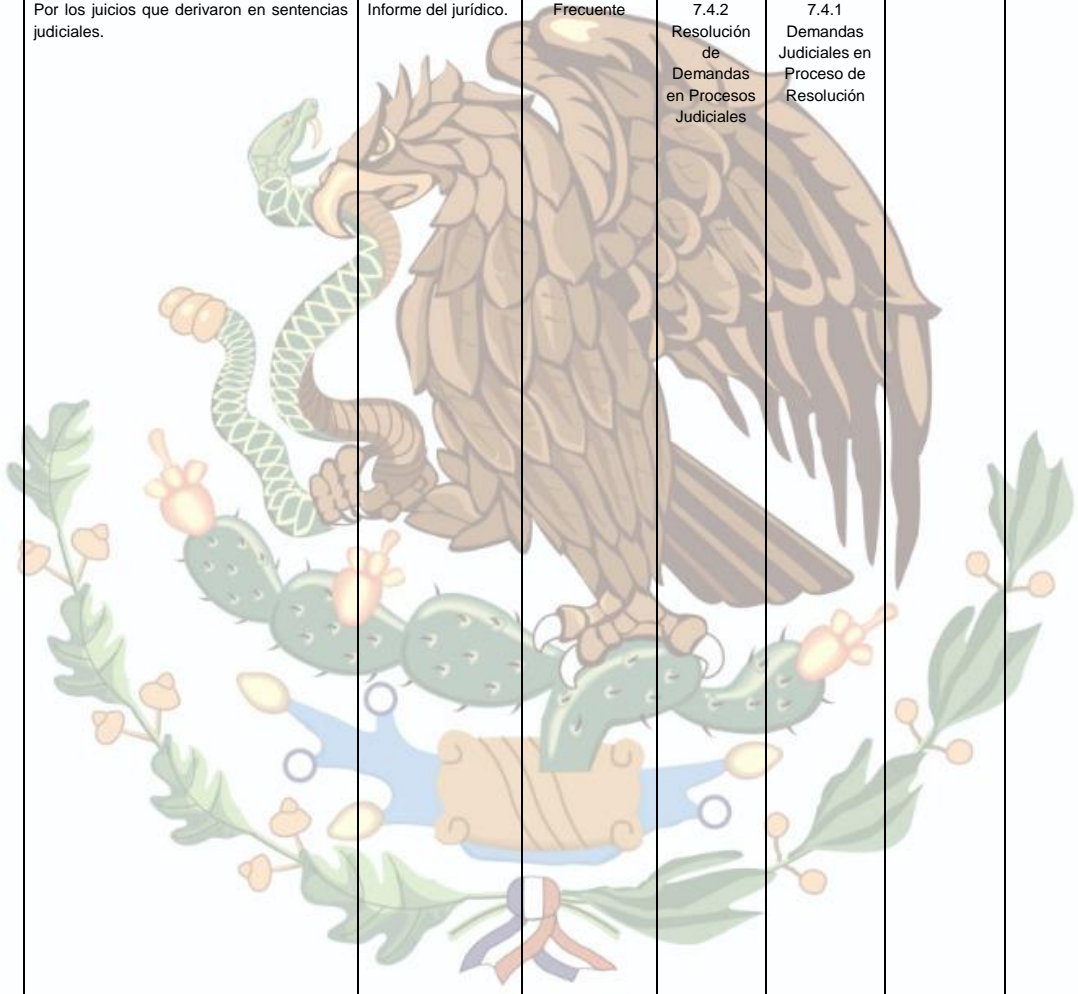 Por los juicios que derivaron en sentencias
judiciales.
Informe del jurídico.
Frecuente
7.4.2
Resolución
de
Demandas
en Procesos
Judiciales
7.4.1
Demandas
Judiciales en
Proceso de
Resolución